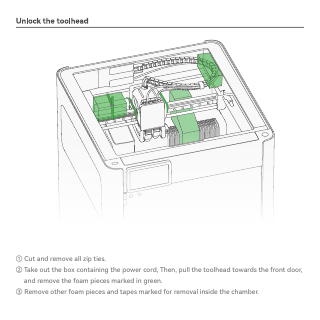 Unlock the toolhead
① Cut and remove all zip ties.
② Take out the box containing the power cord, Then, pull the toolhead towards the front door,
and remove the foam pieces marked in green.
③ Remove other foam pieces and tapes marked for removal inside the chamber.